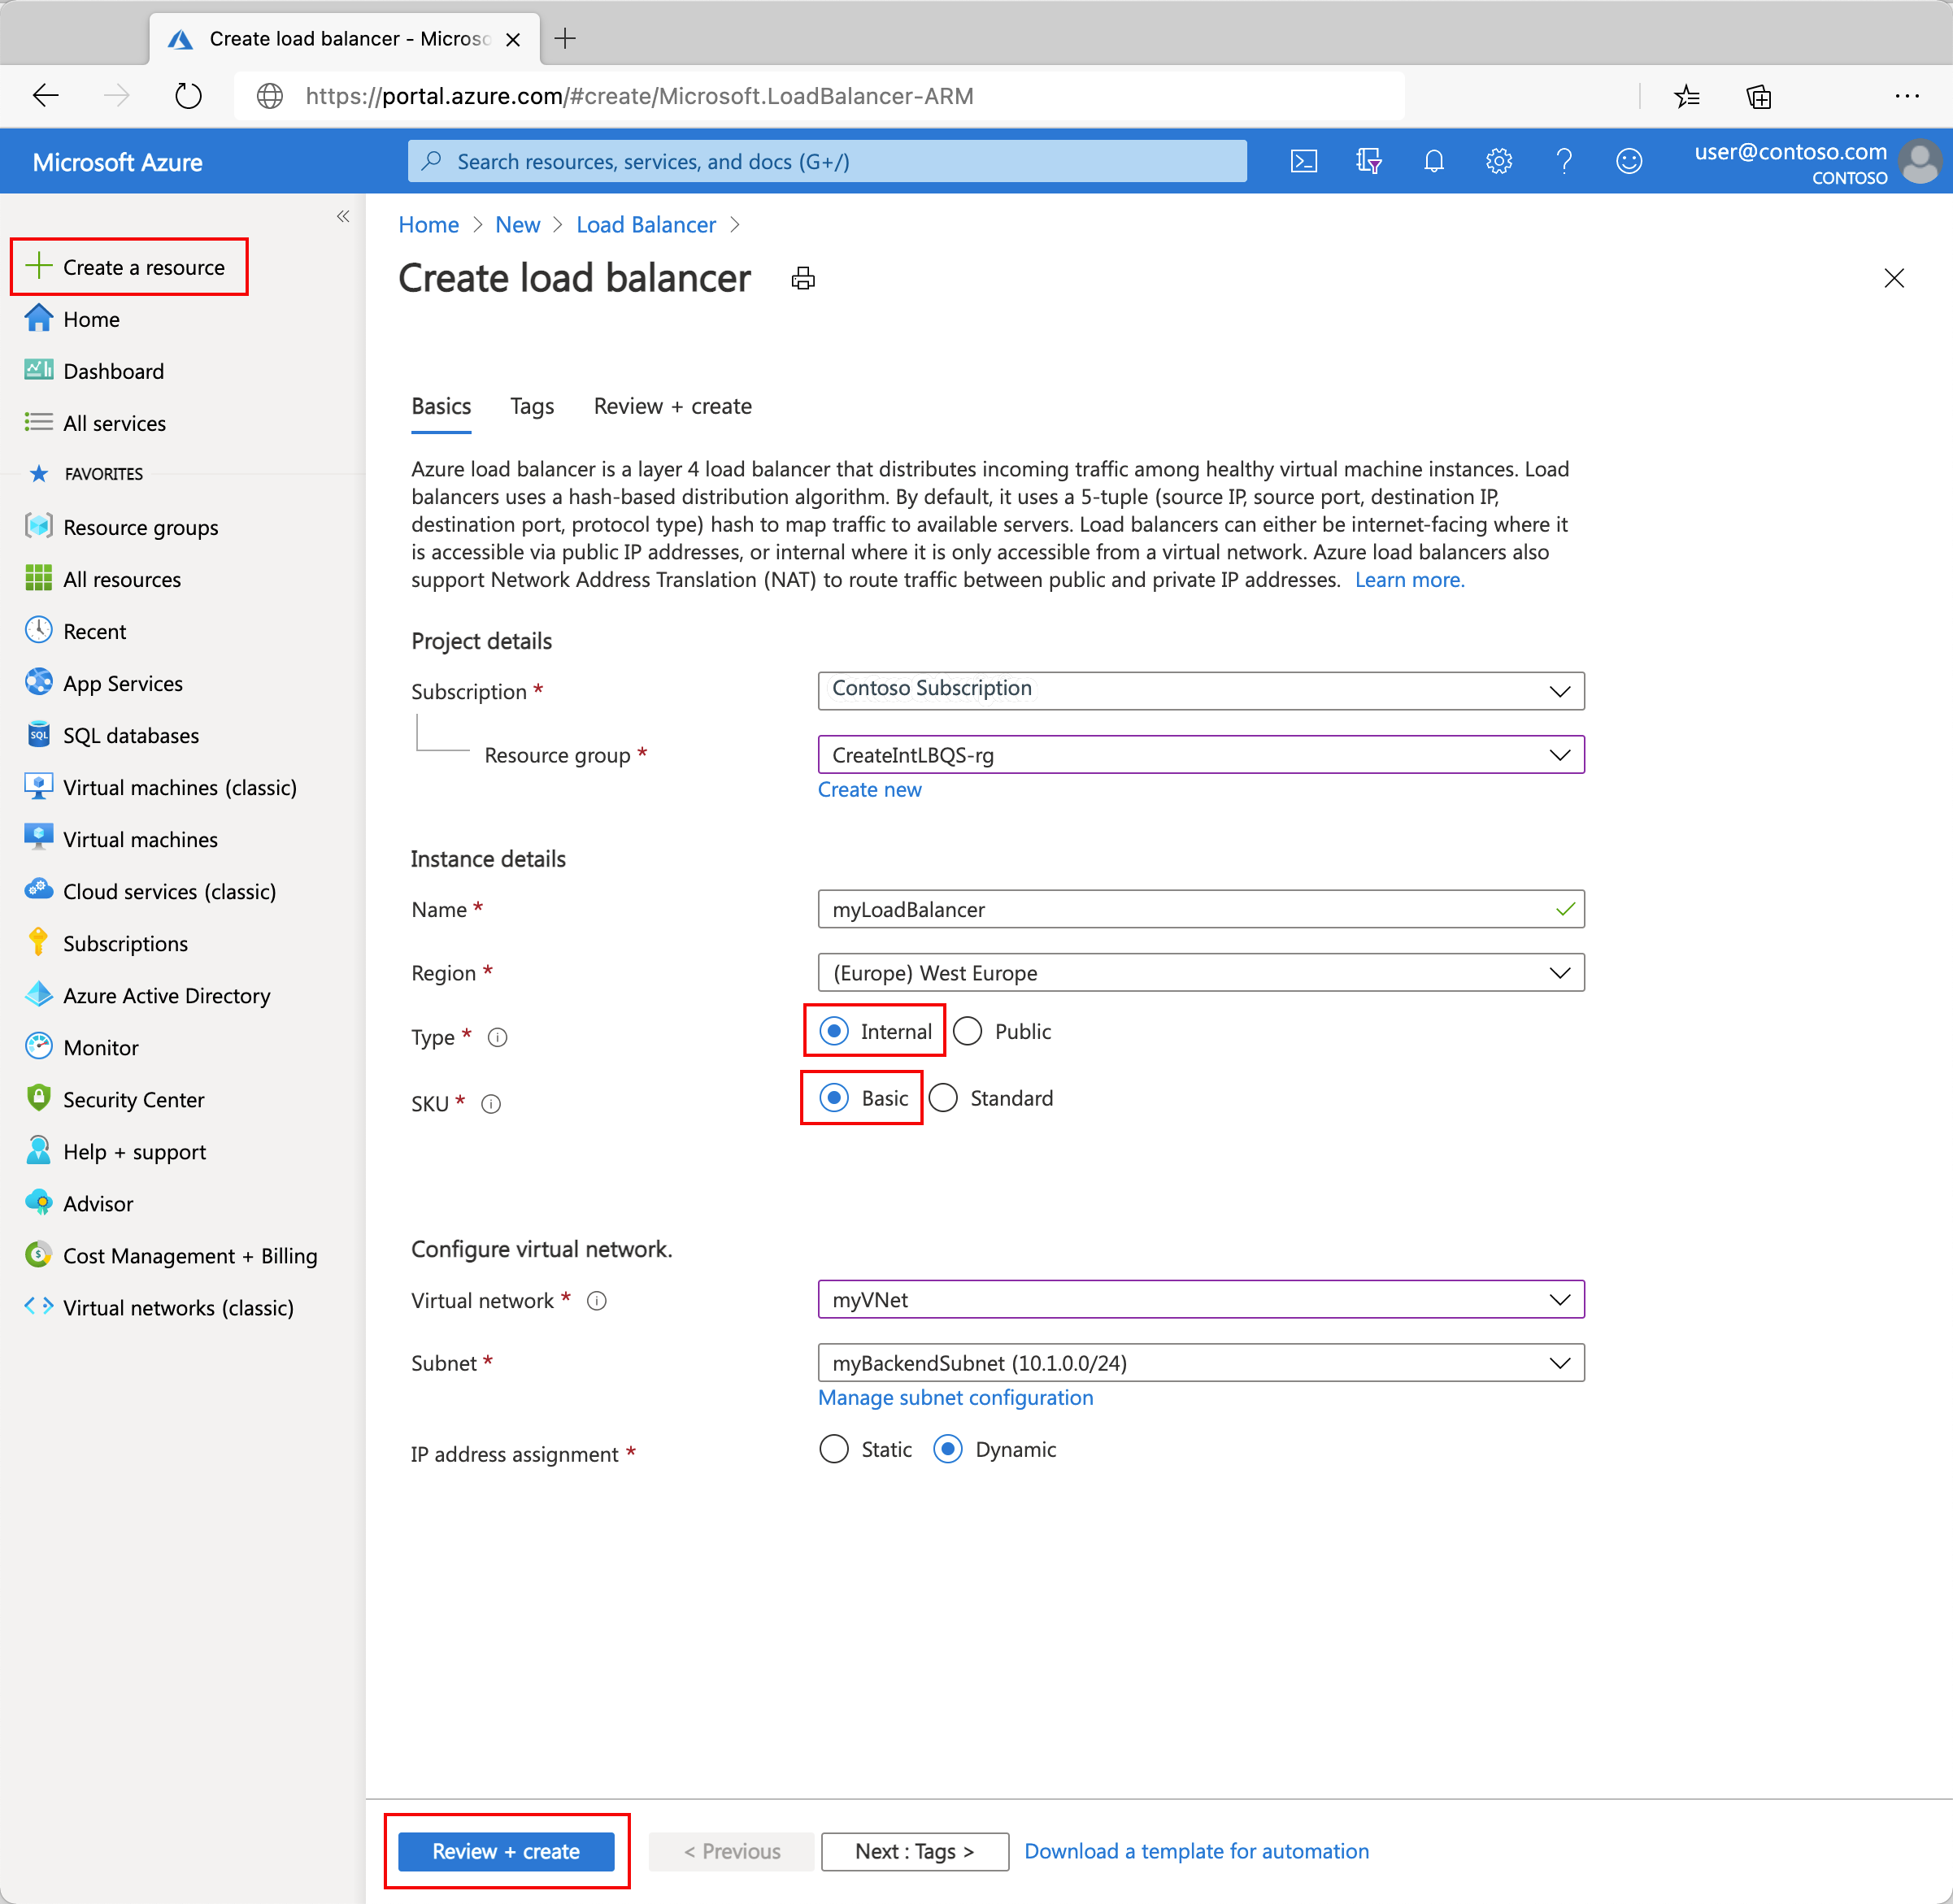 Create load balancer - Micros
https://portal.azure.com/#create/Microsoft.LoadBalancer-ARM
Microsoft Azure
Search resources, services, and docs (G+/)
user@contoso.com
CONTOSO
Create a resource
Home
Dashboard
All services
FAVORITES
Resource groups
All resources
Recent
App Services
SQL databases
Virtual machines (classic)
Virtual machines
Cloud services (classic)
Subscriptions
Azure Active Directory
Monitor
Security Center
Help + support
Advisor
Cost Management + Billing
Virtual networks (classic)
Home > New > Load Balancer >
Create load balancer
Basics Tags Review + create
Azure load balancer is a layer 4 load balancer that distributes incoming traffic among healthy virtual machine instances. Load
balancers uses a hash-based distribution algorithm. By default, it uses a 5-tuple (source IP, source port, destination IP,
destination port, protocol type) hash to map traffic to available servers. Load balancers can either be internet-facing where it
is accessible via public IP addresses, or internal where it is only accessible from a virtual network. Azure load balancers also
support Network Address Translation (NAT) to route traffic between public and private IP addresses. Learn more.
Project details
Subscription * Contoso Subscription
Resource group * CreateIntLBQS-rg
Create new
Instance details
Name * myLoadBalancer
Region * (Europe) West Europe
Type * Internal Public
SKU * Basic Standard
Configure virtual network.
Virtual network * myVNet
Subnet * myBackendSubnet (10.1.0.0/24)
Manage subnet configuration
IP address assignment * Static Dynamic
Review + create < Previous Next : Tags > Download a template for automation